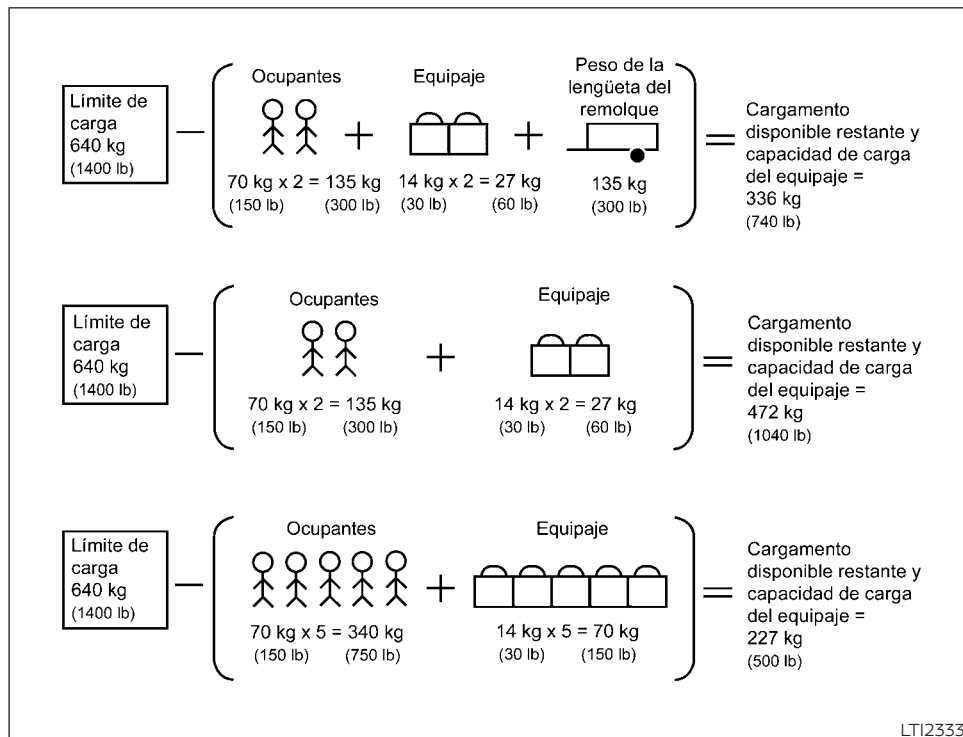 Límite de
carga
640 kg
(1400 lb)
Ocupantes
70 kg x 2 = 135 kg
(150 lb) (300 lb)
Equipaje
14 kg x 2 = 27 kg
(30 lb) (60 lb)
Peso de la
lengüeta del
remolque
135 kg
(300 lb)
Cargamento
disponible restante y
capacidad de carga
del equipaje =
336 kg
(740 lb)
Límite de
carga
640 kg
(1400 lb)
Ocupantes
70 kg x 2 = 135 kg
(150 lb) (300 lb)
Equipaje
14 kg x 2 = 27 kg
(30 lb) (60 lb)
Cargamento
disponible restante y
capacidad de carga
del equipaje =
472 kg
(1040 lb)
Límite de
carga
640 kg
(1400 lb)
Ocupantes
70 kg x 5 = 340 kg
(150 lb) (750 lb)
Equipaje
14 kg x 5 = 70 kg
(30 lb) (150 lb)
Cargamento
disponible restante y
capacidad de carga
del equipaje =
227 kg
(500 lb)
LTI2333